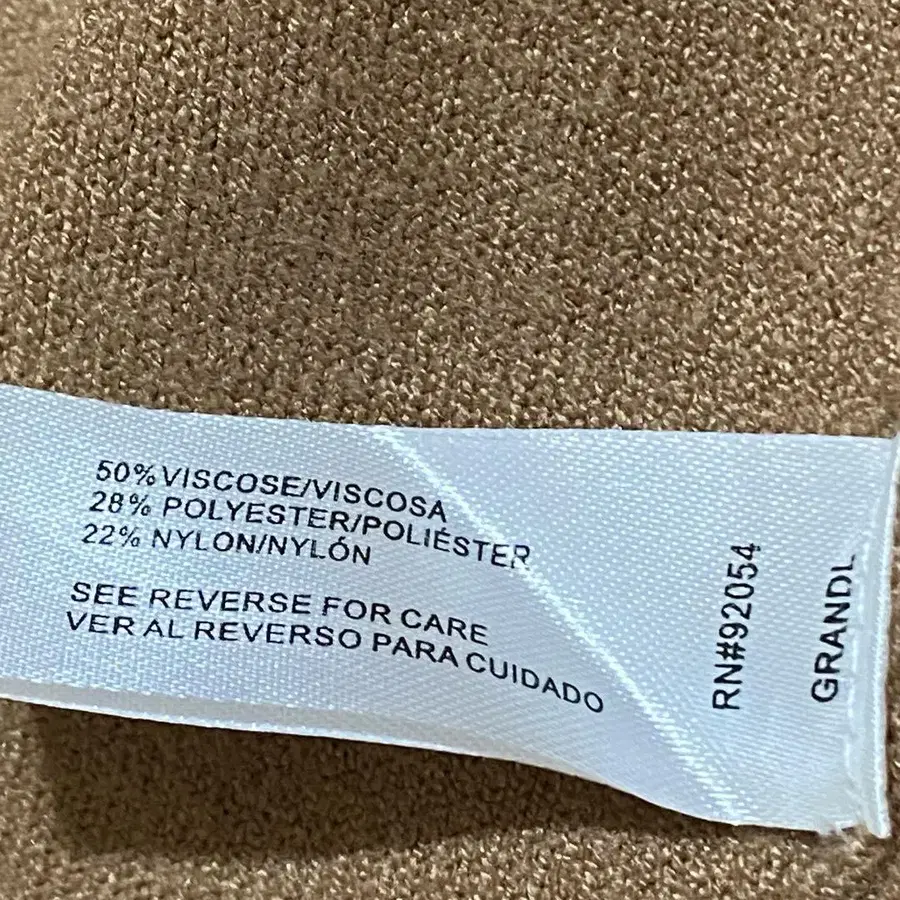 50% VISCOSE/VISCOSA
28% POLYESTER/POLIÉSTER
22% NYLON/NYLÓN
SEE REVERSE FOR CARE
VER AL REVERSO PARA CUIDADO
RN#92054
GRANDL